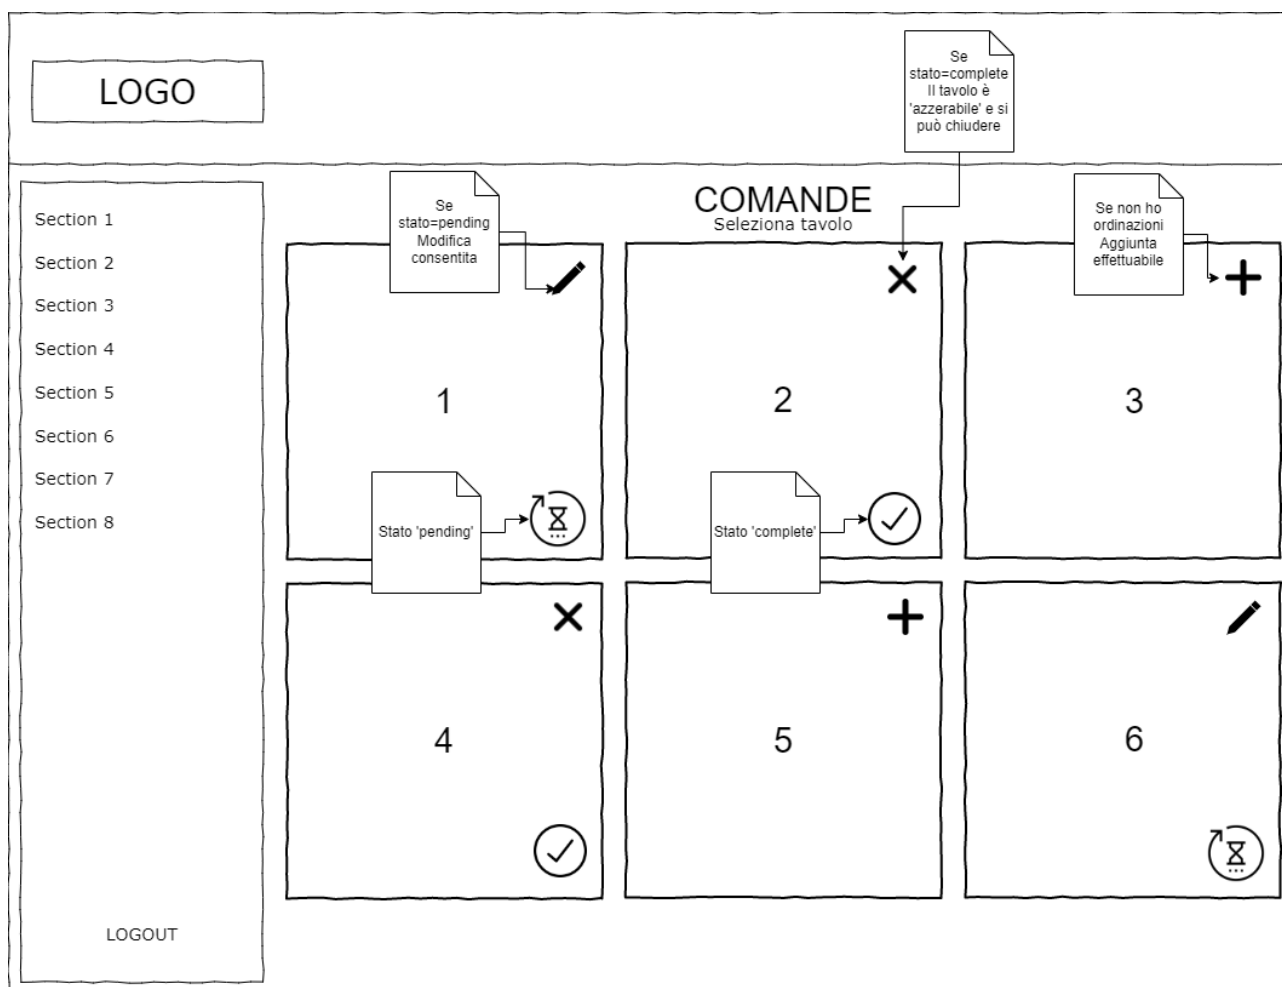 LOGO
Se
stato=complete
Il tavolo è
'azzerabile' e si
può chiudere
Section 1
Section 2
Section 3
Section 4
Section 5
Section 6
Section 7
Section 8
LOGOUT
COMANDE
Seleziona tavolo
Se
stato=pending
Modifica
consentita
Se non ho
ordinazioni
Aggiunta
effettuabile
1
2
3
Stato 'pending'
Stato 'complete'
4
5
6